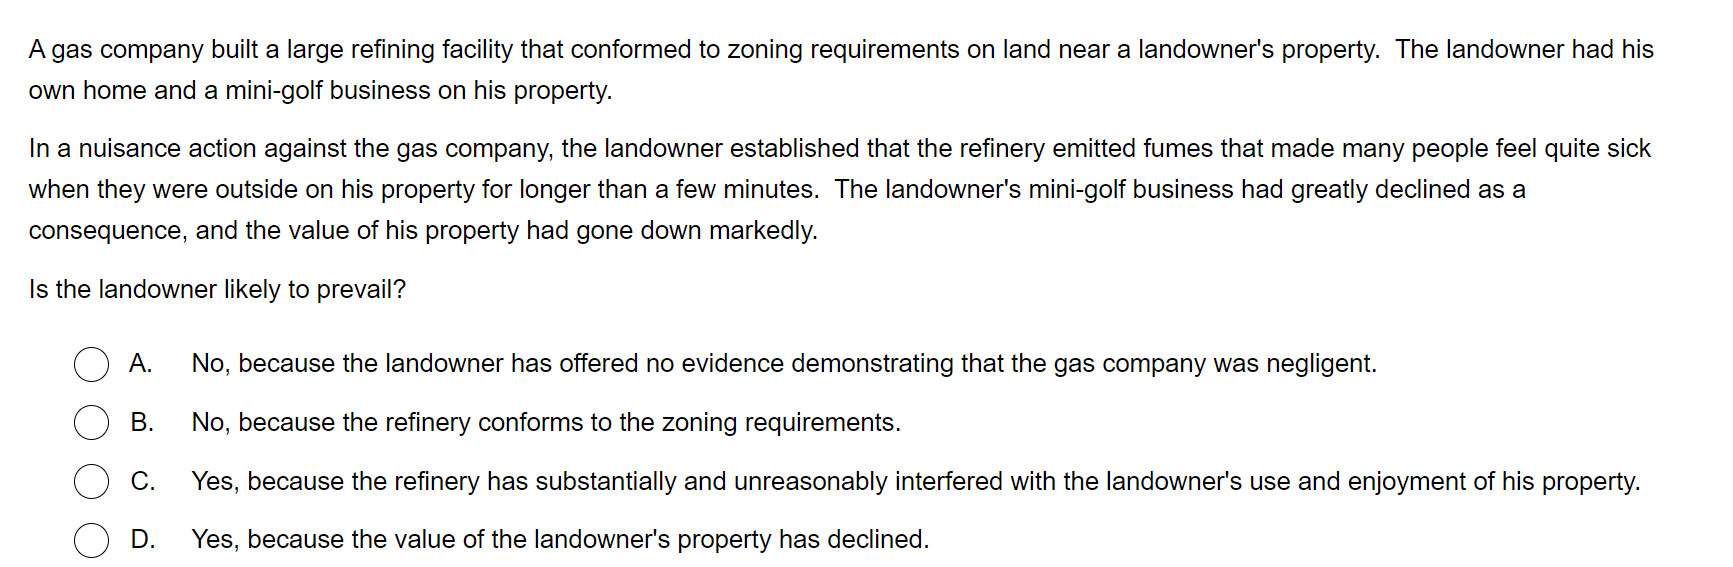 A gas company built a large refining facility that conformed to zoning requirements on land near a landowner's property.  The landowner had his
own home and a mini-golf business on his property.
In a nuisance action against the gas company, the landowner established that the refinery emitted fumes that made many people feel quite sick
when they were outside on his property for longer than a few minutes.  The landowner's mini-golf business had greatly declined as a
consequence, and the value of his property had gone down markedly.
Is the landowner likely to prevail?
A. No, because the landowner has offered no evidence demonstrating that the gas company was negligent.
B. No, because the refinery conforms to the zoning requirements.
C. Yes, because the refinery has substantially and unreasonably interfered with the landowner's use and enjoyment of his property.
D. Yes, because the value of the landowner's property has declined.